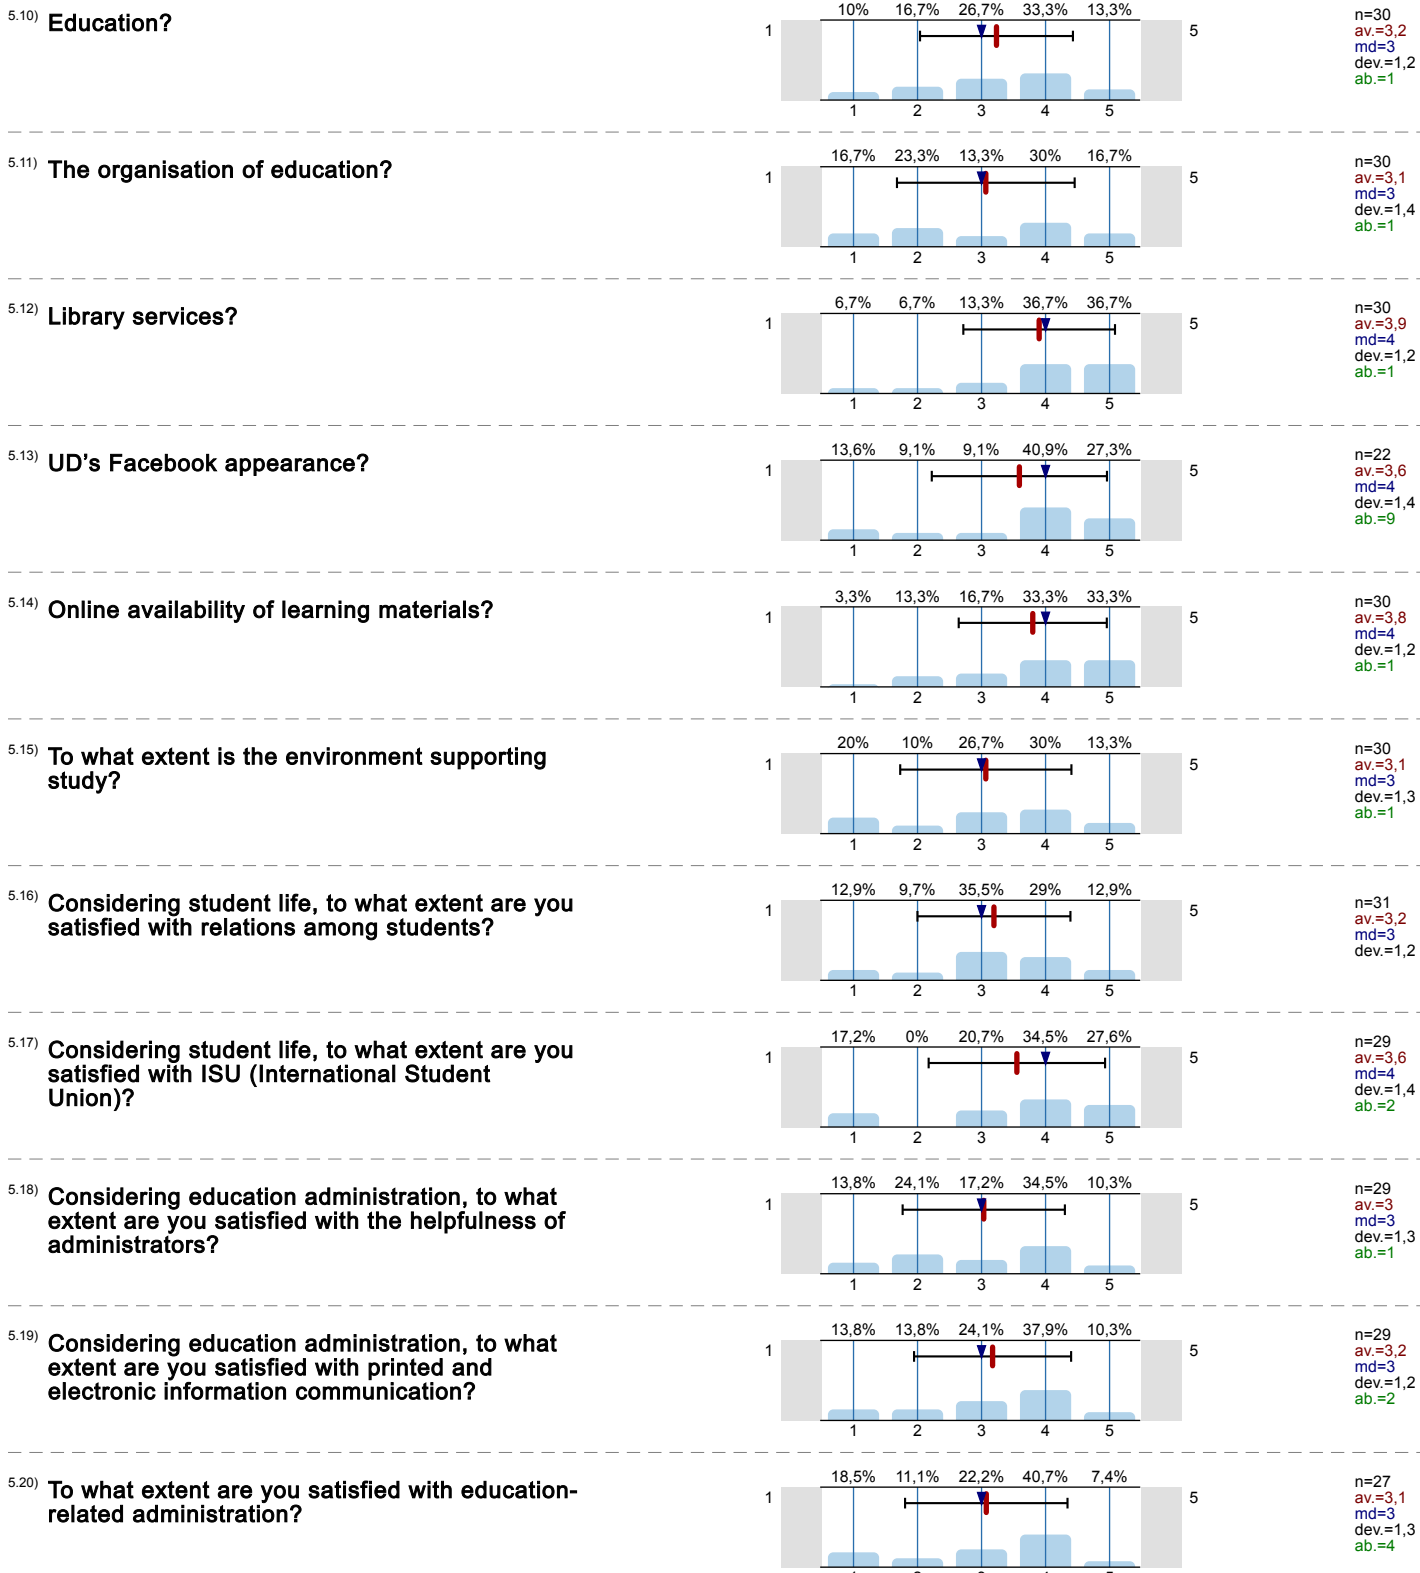 5.10) Education?
10% 16,7% 26,7% 33,3% 13,3%
1 5
1 2 3 4 5
n=30
av.=3,2
md=3
dev.=1,2
ab.=1
5.11) The organisation of education?
16,7% 23,3% 13,3% 30% 16,7%
1 5
1 2 3 4 5
n=30
av.=3,1
md=3
dev.=1,4
ab.=1
5.12) Library services?
6,7% 6,7% 13,3% 36,7% 36,7%
1 5
1 2 3 4 5
n=30
av.=3,9
md=4
dev.=1,2
ab.=1
5.13) UD's Facebook appearance?
13,6% 9,1% 9,1% 40,9% 27,3%
1 5
1 2 3 4 5
n=22
av.=3,6
md=4
dev.=1,4
ab.=9
5.14) Online availability of learning materials?
3,3% 13,3% 16,7% 33,3% 33,3%
1 5
1 2 3 4 5
n=30
av.=3,8
md=4
dev.=1,2
ab.=1
5.15) To what extent is the environment supporting
study?
20% 10% 26,7% 30% 13,3%
1 5
1 2 3 4 5
n=30
av.=3,1
md=3
dev.=1,3
ab.=1
5.16) Considering student life, to what extent are you
satisfied with relations among students?
12,9% 9,7% 35,5% 29% 12,9%
1 5
1 2 3 4 5
n=31
av.=3,2
md=3
dev.=1,2
5.17) Considering student life, to what extent are you
satisfied with ISU (International Student
Union)?
17,2% 0% 20,7% 34,5% 27,6%
1 5
1 2 3 4 5
n=29
av.=3,6
md=4
dev.=1,4
ab.=2
5.18) Considering education administration, to what
extent are you satisfied with the helpfulness of
administrators?
13,8% 24,1% 17,2% 34,5% 10,3%
1 5
1 2 3 4 5
n=29
av.=3
md=3
dev.=1,3
ab.=1
5.19) Considering education administration, to what
extent are you satisfied with printed and
electronic information communication?
13,8% 13,8% 24,1% 37,9% 10,3%
1 5
1 2 3 4 5
n=29
av.=3,2
md=3
dev.=1,2
ab.=2
5.20) To what extent are you satisfied with education-
related administration?
18,5% 11,1% 22,2% 40,7% 7,4%
1 5
n=27
av.=3,1
md=3
dev.=1,3
ab.=4